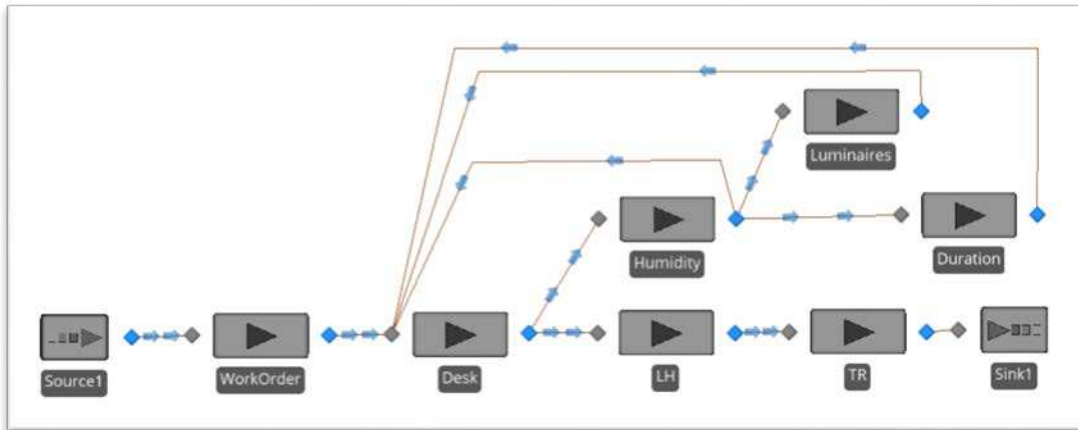 Luminaires
Humidity
Duration
Source1
WorkOrder
Desk
LH
TR
Sink1